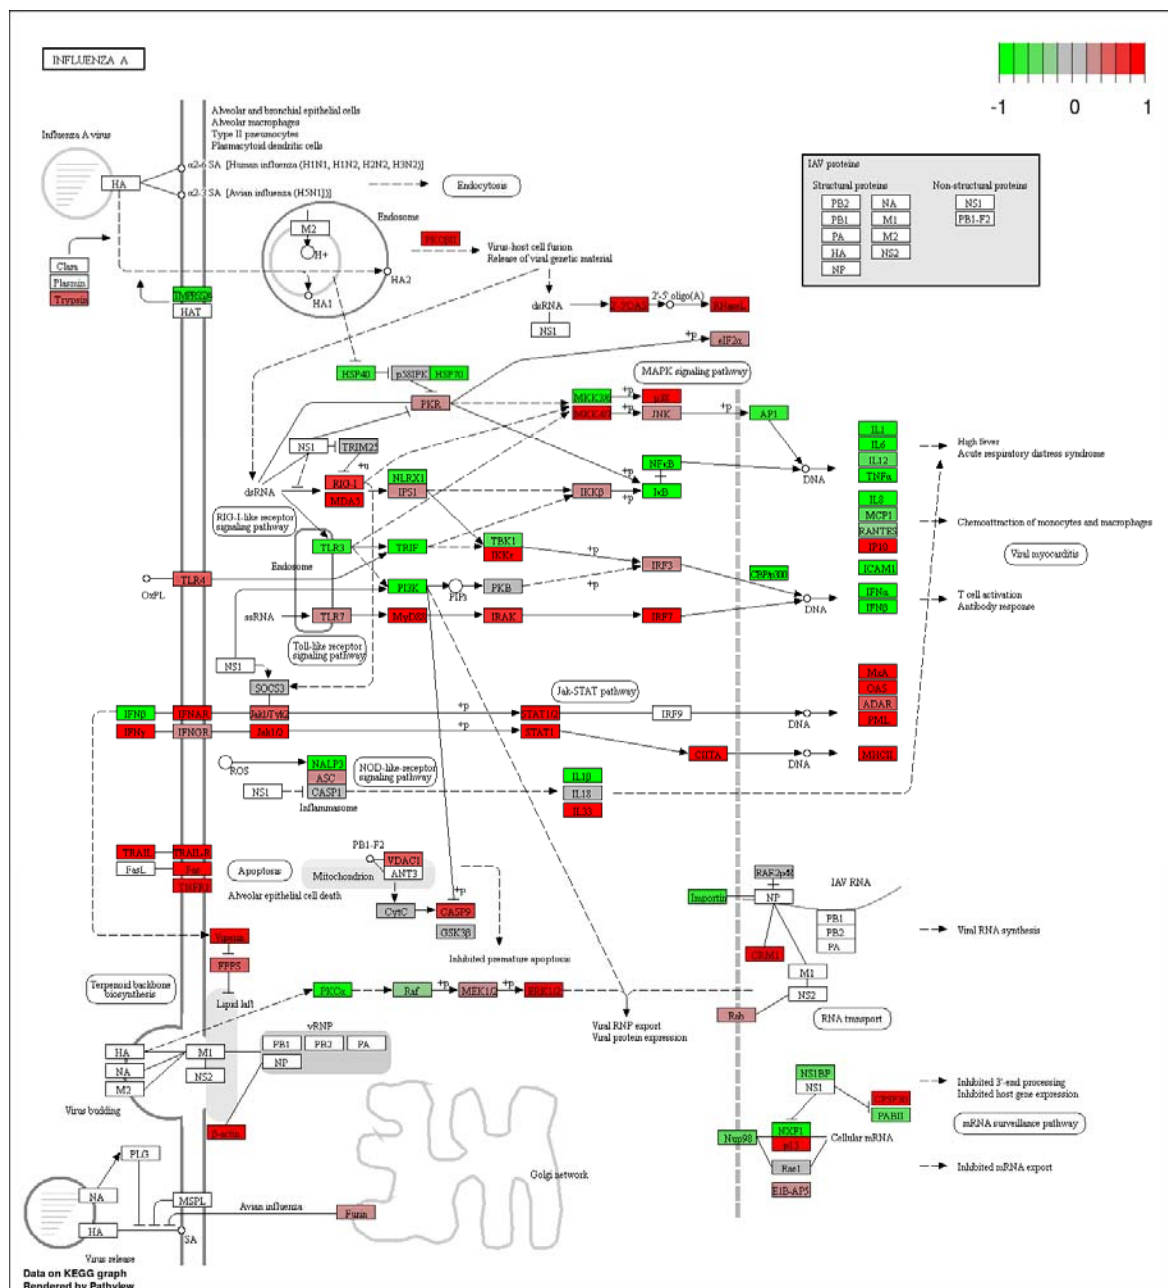 INFLUENZA A
-1 0 1
Alveolar and bronchial epithelial cells
Alveolar macrophages
Type II pneumocytes
Plasmacytoid dendritic cells
Influenza A virus
HA
α2-6 SA [Human influenza (H1N1, H1N2, H2N2, H3N2)]
α2-3 SA [Avian influenza (H5N1)]
Endocytosis
IAV proteins
Structural proteins
Non-structural proteins
PB2 NA NS1
PB1 M1 PB1-F2
PA M2
HA NS2
NP
Endosome
M2
H+
HA2
HA1
Virus-host cell fusion
Release of viral genetic material
Clara
Plasmin
Trypsin
HAT
dsRNA
NS1
2'-5' oligo(A)
+p
eIF2α
MAPK signaling pathway
HSP40
p58IPK
HSP70
PKR
MKK3/6
+p
p38
MKK4/7
+p
JNK
+p
AP1
DNA
NS1
TRIM25
+u
dsRNA
RIG-I
MDA5
NLRX1
IPS1
IKKβ
+p
+p
NFκB
IκB
DNA
RIG-I-like receptor
signaling pathway
TLR3
Endosome
TRIF
TBK1
IKKε
+p
IRF3
CBP/p300
TLR4
OxPL
PI3K
PIP3
PKB
+p
DNA
ssRNA
TLR7
MyD88
IRAK
+p
IRF7
Toll-like receptor
signaling pathway
IL1
IL6
IL12
TNFα
High fever
Acute respiratory distress syndrome
IL8
MCP1
RANTES
IP10
Chemoattraction of monocytes and macrophages
Viral myocarditis
ICAM1
IFNα
IFNβ
T cell activation
Antibody response
NS1
SOCS3
Jak-STAT pathway
IFNβ
IFNAR
Jak1/Tyk2
+p
STAT1/2
IRF9
DNA
IFNγ
IFNGR
Jak1/2
+p
STAT1
CIITA
DNA
MxA
OAS
ADAR
PML
MHCII
ROS
NALP3
ASC
CASP1
NS1
Inflammasome
NOD-like-receptor
signaling pathway
IL1β
IL18
IL33
TRAIL
TRAIL-R
FasL
Fas
TNFR1
Apoptosis
Alveolar epithelial cell death
PB1-F2
VDAC1
ANT3
Mitochondrion
CytC
+p
CASP9
GSK3β
Inhibited premature apoptosis
IAV RNA
Importin
NP
PB1
PB2
PA
Viral RNA synthesis
CRM1
M1
NS2
Rab
RNA transport
Viperin
FPPS
Terpenoid backbone
biosynthesis
PKCα
Raf
+p
MEK1/2
+p
ERK1/2
Viral RNP export
Viral protein expression
vRNP
HA
NA
M2
M1
NS2
PB1
PB2
PA
NP
Virus budding
β-actin
NS1BP
NS1
PABII
Inhibited 3'-end processing
Inhibited host gene expression
mRNA surveillance pathway
Nup98
NXF1
p15
Cellular mRNA
Rae1
E1B-AP5
Inhibited mRNA export
PLG
NA
MSPL
HA
SA
Avian influenza
Furin
Golgi network
Virus release
Data on KEGG graph
Rendered by Pathview